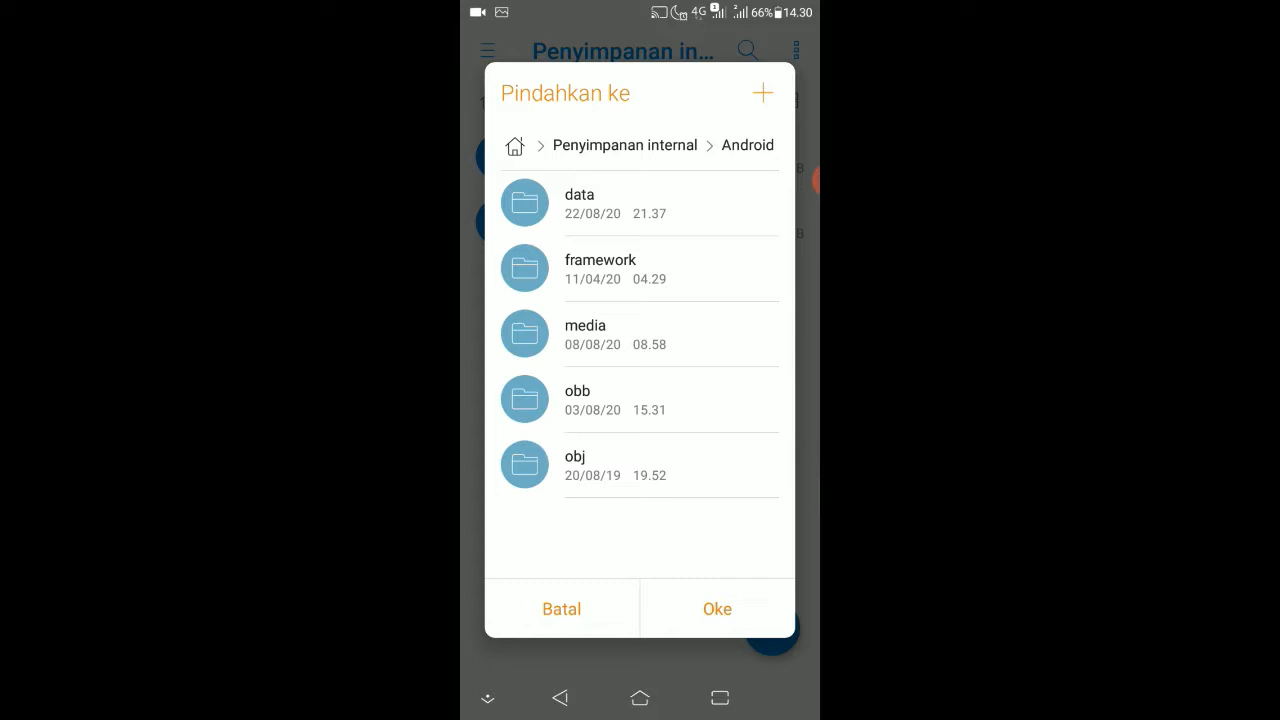 4G 1 2 66% 14.30
Penyimpanan in...
Pindahkan ke
Penyimpanan internal > Android
data
22/08/20 21.37
framework
11/04/20 04.29
media
08/08/20 08.58
obb
03/08/20 15.31
obj
20/08/19 19.52
Batal Oke